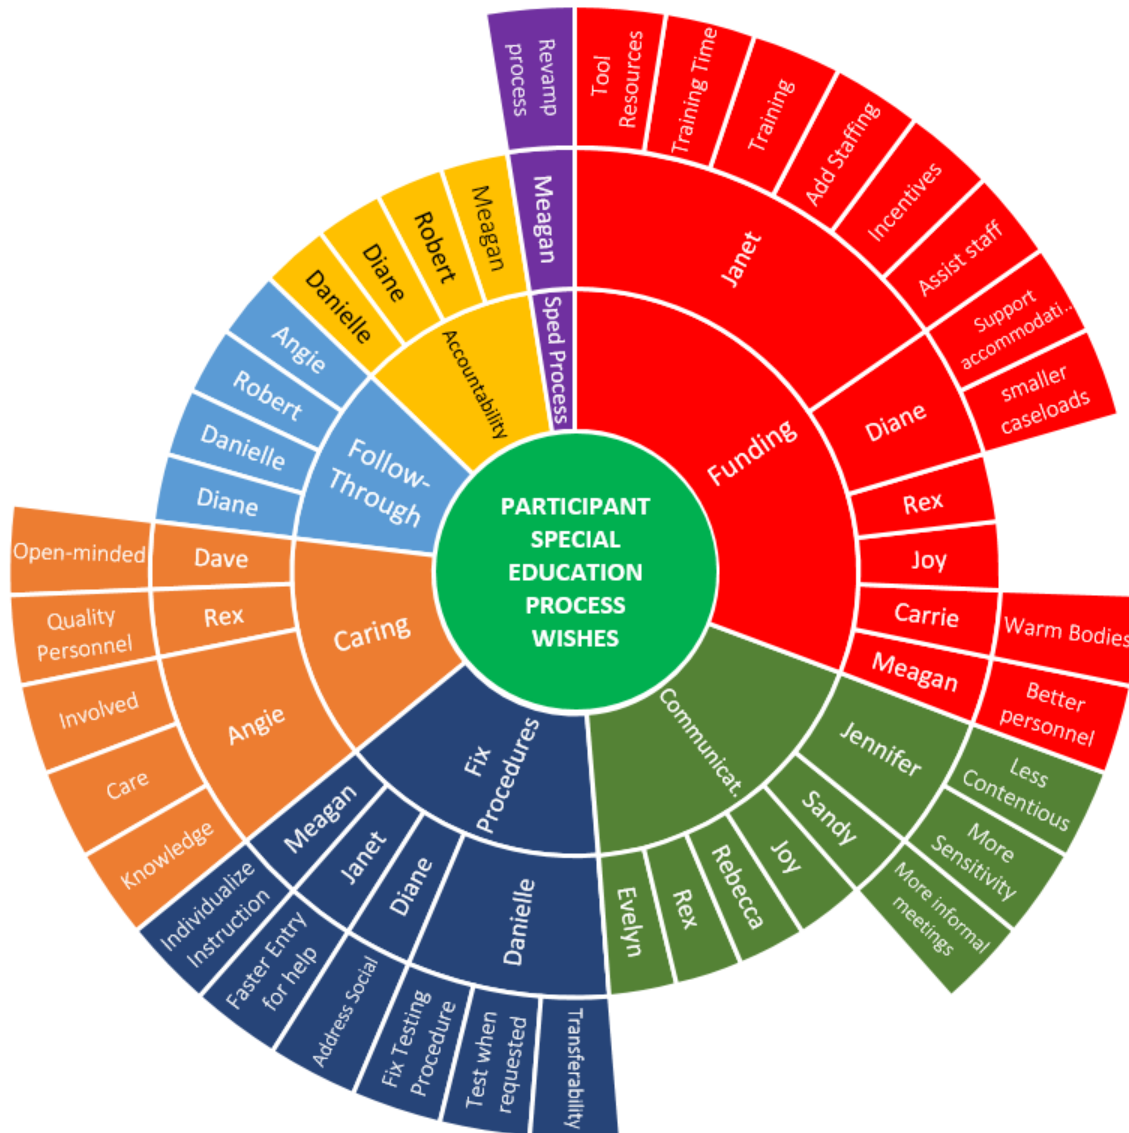 PARTICIPANT
SPECIAL
EDUCATION
PROCESS
WISHES
Funding
Janet
Tool
Resources
Training Time
Training
Add Staffing
Incentives
Assist staff
Diane
Support
accommodati...
smaller
caseloads
Rex
Joy
Carrie
Warm Bodies
Meagan
Better
personnel
Communicat.
Jennifer
Less
Contentious
More
Sensitivity
More informal
meetings
Sandy
Joy
Rebecca
Rex
Evelyn
Fix
Procedures
Danielle
Transferability
Test when
requested
Fix Testing
Procedure
Diane
Address Social
Janet
Faster Entry
for help
Meagan
Individualize
Instruction
Caring
Angie
Knowledge
Care
Involved
Rex
Quality
Personnel
Dave
Open-minded
Follow-
Through
Diane
Danielle
Robert
Angie
Accountability
Danielle
Diane
Robert
Meagan
Sped Process
Meagan
Revamp
process